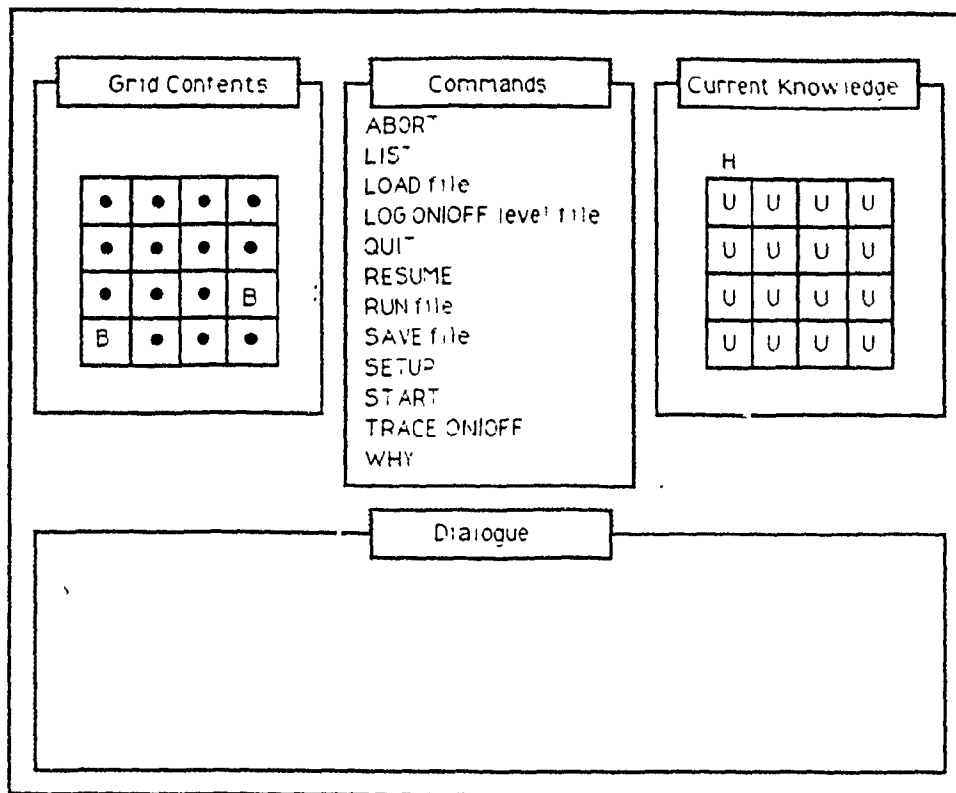 Grid Contents
● ● ● ●
● ● ● ●
● ● ● B
B ● ● ●
Commands
ABORT
LIST
LOAD file
LOG ON|OFF level file
QUIT
RESUME
RUN file
SAVE file
SETUP
START
TRACE ON|OFF
WHY
Current Knowledge
H
U U U U
U U U U
U U U U
U U U U
Dialogue